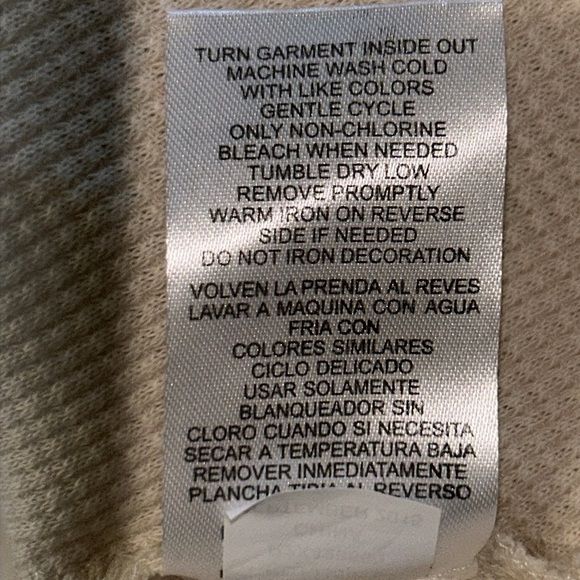 TURN GARMENT INSIDE OUT
MACHINE WASH COLD
WITH LIKE COLORS
GENTLE CYCLE
ONLY NON-CHLORINE
BLEACH WHEN NEEDED
TUMBLE DRY LOW
REMOVE PROMPTLY
WARM IRON ON REVERSE
SIDE IF NEEDED
DO NOT IRON DECORATION
VOLVEN LA PRENDA AL REVES
LAVAR A MAQUINA CON AGUA
FRIA CON
COLORES SIMILARES
CICLO DELICADO
USAR SOLAMENTE
BLANQUEADOR SIN
CLORO CUANDO SI NECESITA
SECAR A TEMPERATURA BAJA
REMOVER INMEDIATAMENTE
PLANCHA TIBIA AL REVERSO